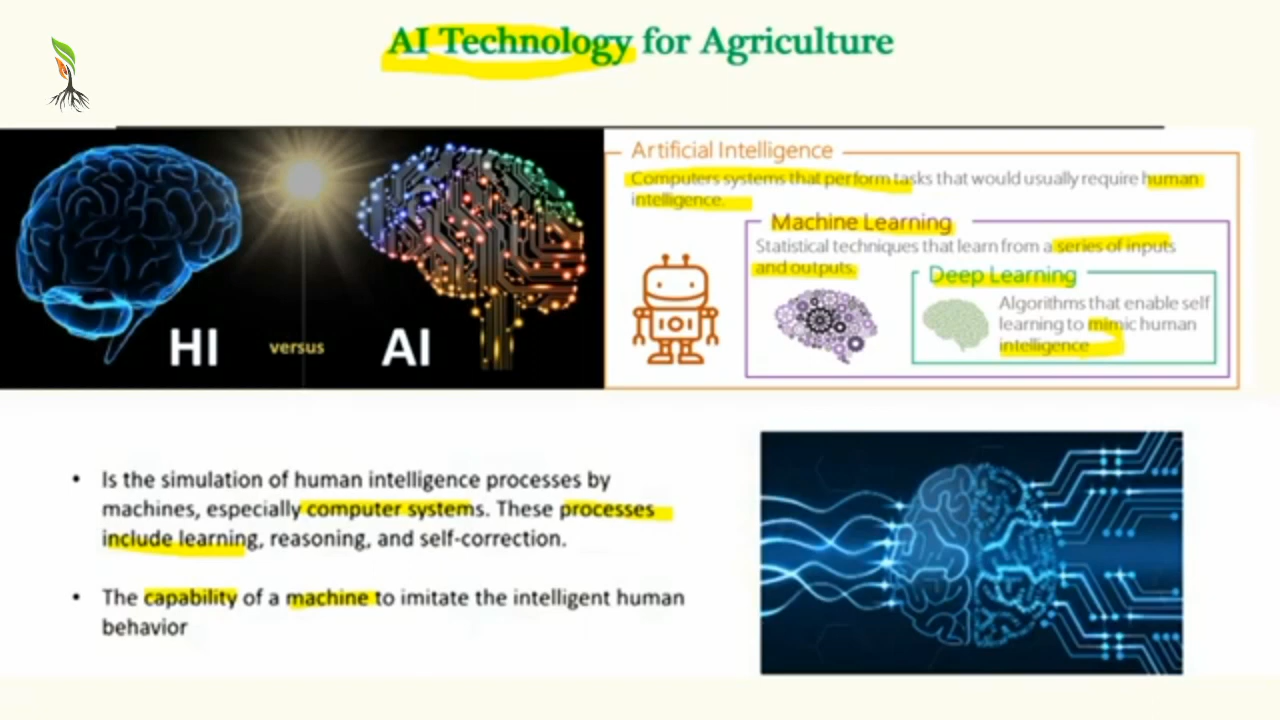 AI Technology for Agriculture
HI versus AI
Artificial Intelligence
Computers systems that perform tasks that would usually require human
intelligence.
Machine Learning
Statistical techniques that learn from a series of inputs
and outputs.
Deep Learning
Algorithms that enable self
learning to mimic human
intelligence
• Is the simulation of human intelligence processes by
machines, especially computer systems. These processes
include learning, reasoning, and self-correction.
• The capability of a machine to imitate the intelligent human
behavior